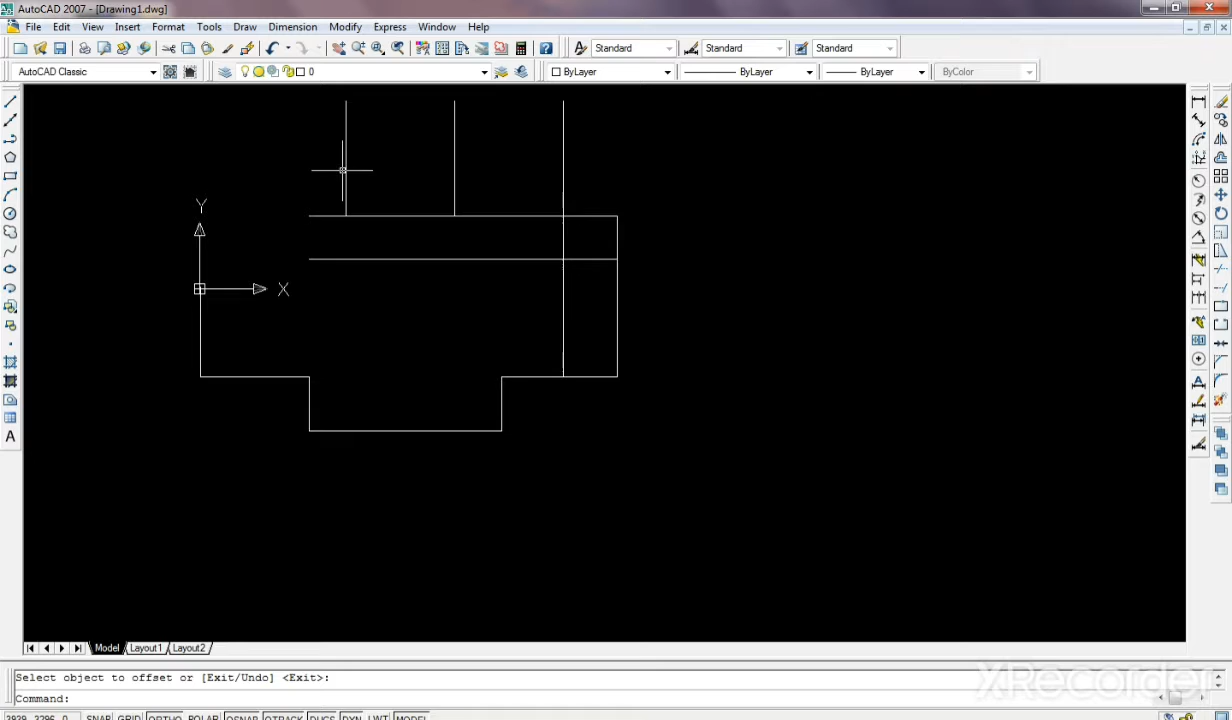 AutoCAD 2007 - [Drawing1.dwg]
File Edit View Insert Format Tools Draw Dimension Modify Express Window Help
Standard Standard Standard
AutoCAD Classic 0 ByLayer ByLayer ByLayer ByColor
Y
X
A
A
Model Layout1 Layout2
Select object to offset or [Exit/Undo] <Exit>:
Command:
XRecorder
SNAP GRID ORTHO POLAR OSNAP OTRACK DUCS DYN LWT MODEL